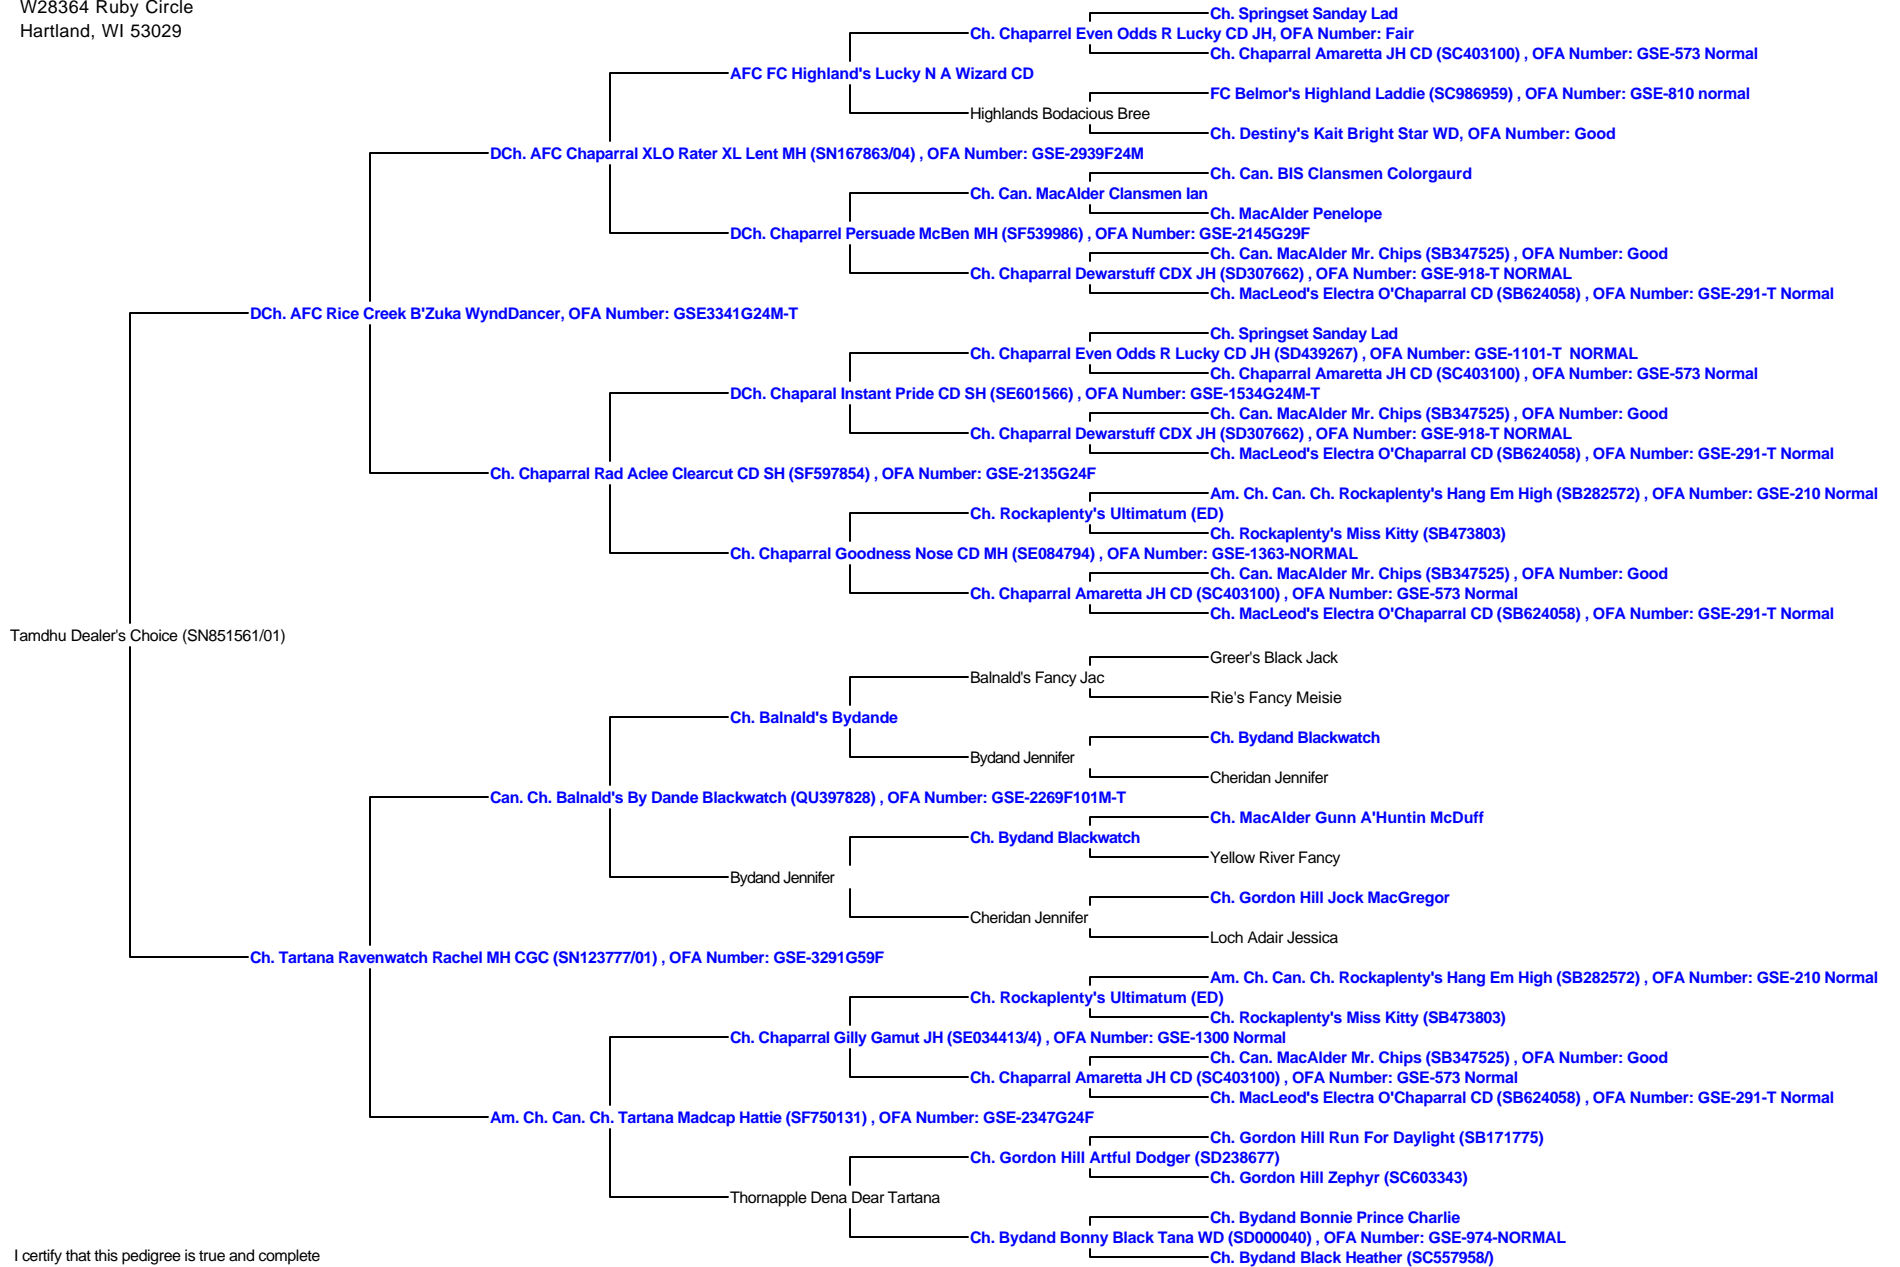 W28364 Ruby Circle
Hartland, WI 53029
Ch. Springset Sanday Lad
Ch. Chaparrel Even Odds R Lucky CD JH, OFA Number: Fair
Ch. Chaparral Amaretta JH CD (SC403100) , OFA Number: GSE-573 Normal
AFC FC Highland's Lucky N A Wizard CD
FC Belmor's Highland Laddie (SC986959) , OFA Number: GSE-810 normal
Highlands Bodacious Bree
Ch. Destiny's Kait Bright Star WD, OFA Number: Good
DCh. AFC Chaparral XLO Rater XL Lent MH (SN167863/04) , OFA Number: GSE-2939F24M
Ch. Can. BIS Clansmen Colorgaurd
Ch. Can. MacAlder Clansmen Ian
Ch. MacAlder Penelope
DCh. Chaparrel Persuade McBen MH (SF539986) , OFA Number: GSE-2145G29F
Ch. Can. MacAlder Mr. Chips (SB347525) , OFA Number: Good
Ch. Chaparral Dewarstuff CDX JH (SD307662) , OFA Number: GSE-918-T NORMAL
Ch. MacLeod's Electra O'Chaparral CD (SB624058) , OFA Number: GSE-291-T Normal
DCh. AFC Rice Creek B'Zuka WyndDancer, OFA Number: GSE3341G24M-T
Ch. Springset Sanday Lad
Ch. Chaparral Even Odds R Lucky CD JH (SD439267) , OFA Number: GSE-1101-T NORMAL
Ch. Chaparral Amaretta JH CD (SC403100) , OFA Number: GSE-573 Normal
DCh. Chaparal Instant Pride CD SH (SE601566) , OFA Number: GSE-1534G24M-T
Ch. Can. MacAlder Mr. Chips (SB347525) , OFA Number: Good
Ch. Chaparral Dewarstuff CDX JH (SD307662) , OFA Number: GSE-918-T NORMAL
Ch. MacLeod's Electra O'Chaparral CD (SB624058) , OFA Number: GSE-291-T Normal
Ch. Chaparral Rad Aclee Clearcut CD SH (SF597854) , OFA Number: GSE-2135G24F
Am. Ch. Can. Ch. Rockaplenty's Hang Em High (SB282572) , OFA Number: GSE-210 Normal
Ch. Rockaplenty's Ultimatum (ED)
Ch. Rockaplenty's Miss Kitty (SB473803)
Ch. Chaparral Goodness Nose CD MH (SE084794) , OFA Number: GSE-1363-NORMAL
Ch. Can. MacAlder Mr. Chips (SB347525) , OFA Number: Good
Ch. Chaparral Amaretta JH CD (SC403100) , OFA Number: GSE-573 Normal
Ch. MacLeod's Electra O'Chaparral CD (SB624058) , OFA Number: GSE-291-T Normal
Tamdhu Dealer's Choice (SN851561/01)
Greer's Black Jack
Balnald's Fancy Jac
Rie's Fancy Meisie
Ch. Balnald's Bydande
Ch. Bydand Blackwatch
Bydand Jennifer
Cheridan Jennifer
Can. Ch. Balnald's By Dande Blackwatch (QU397828) , OFA Number: GSE-2269F101M-T
Ch. MacAlder Gunn A'Huntin McDuff
Ch. Bydand Blackwatch
Yellow River Fancy
Bydand Jennifer
Ch. Gordon Hill Jock MacGregor
Cheridan Jennifer
Loch Adair Jessica
Ch. Tartana Ravenwatch Rachel MH CGC (SN123777/01) , OFA Number: GSE-3291G59F
Am. Ch. Can. Ch. Rockaplenty's Hang Em High (SB282572) , OFA Number: GSE-210 Normal
Ch. Rockaplenty's Ultimatum (ED)
Ch. Rockaplenty's Miss Kitty (SB473803)
Ch. Chaparral Gilly Gamut JH (SE034413/4) , OFA Number: GSE-1300 Normal
Ch. Can. MacAlder Mr. Chips (SB347525) , OFA Number: Good
Ch. Chaparral Amaretta JH CD (SC403100) , OFA Number: GSE-573 Normal
Ch. MacLeod's Electra O'Chaparral CD (SB624058) , OFA Number: GSE-291-T Normal
Am. Ch. Can. Ch. Tartana Madcap Hattie (SF750131) , OFA Number: GSE-2347G24F
Ch. Gordon Hill Run For Daylight (SB171775)
Ch. Gordon Hill Artful Dodger (SD238677)
Ch. Gordon Hill Zephyr (SC603343)
Thornapple Dena Dear Tartana
Ch. Bydand Bonnie Prince Charlie
Ch. Bydand Bonny Black Tana WD (SD000040) , OFA Number: GSE-974-NORMAL
Ch. Bydand Black Heather (SC557958/)
I certify that this pedigree is true and complete